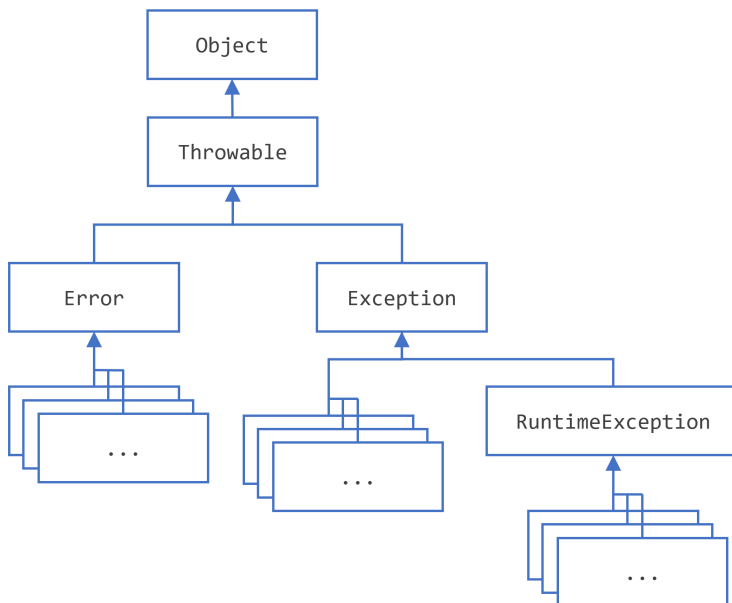 Object
Throwable
Error
Exception
...
...
RuntimeException
...